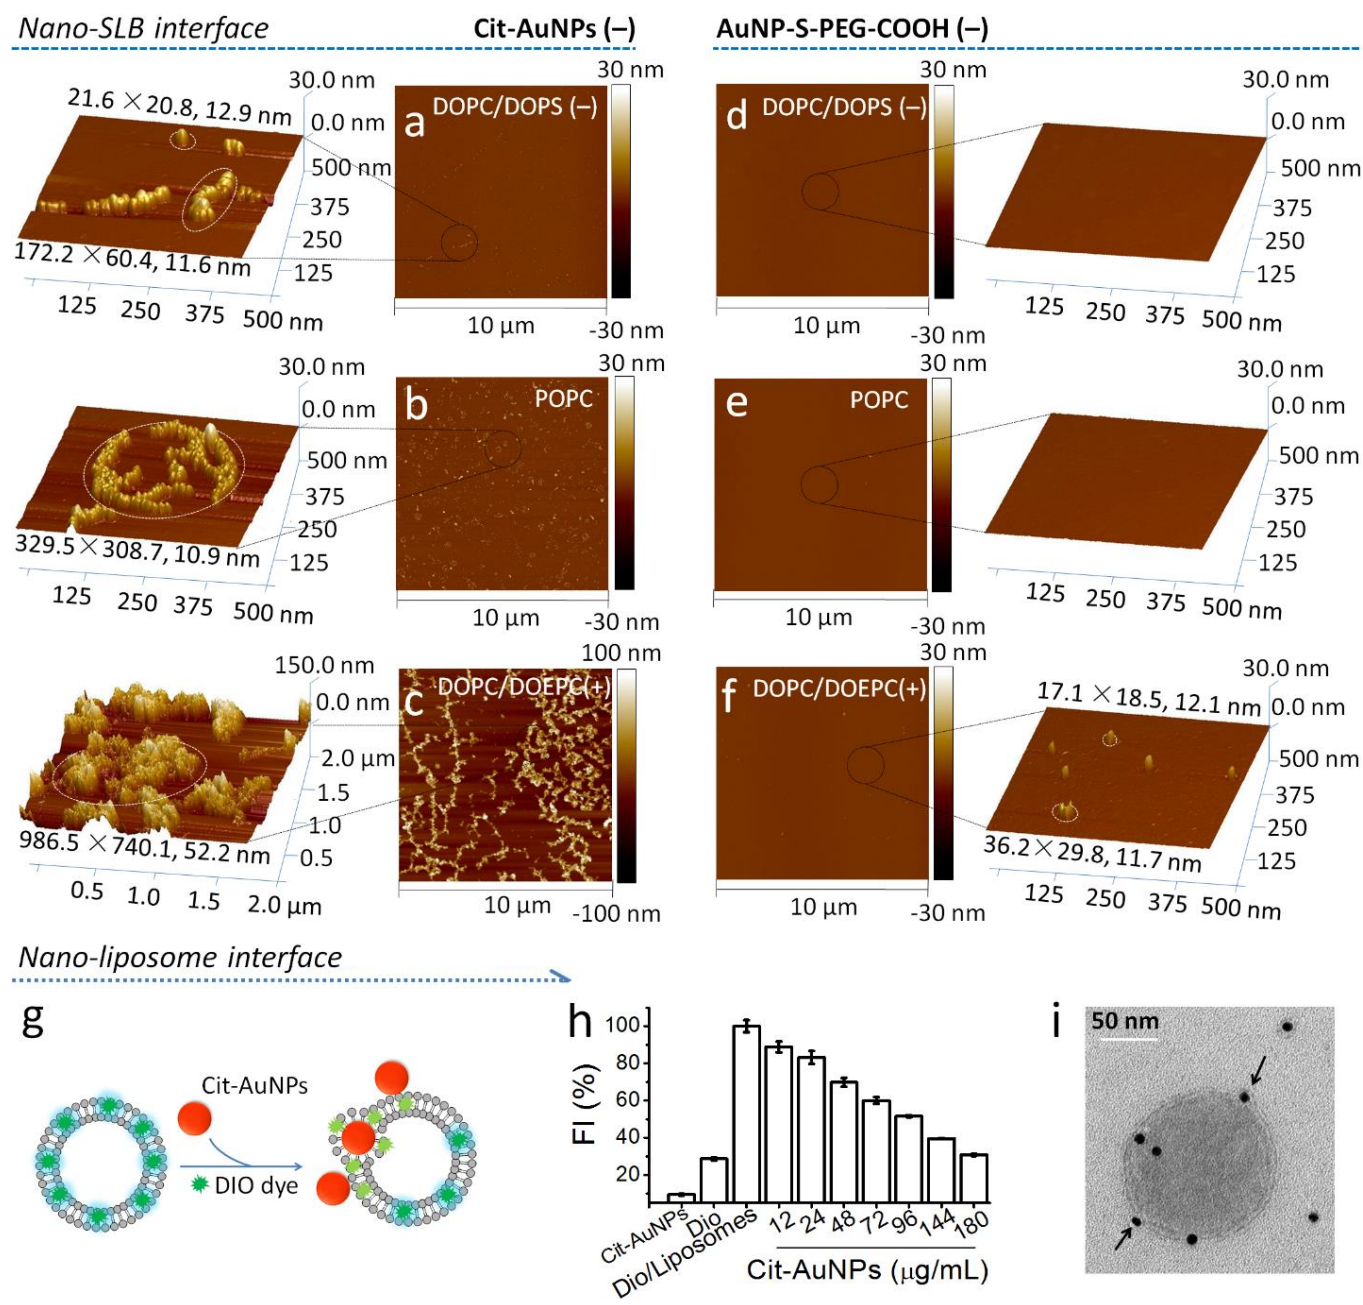 Nano-SLB interface
Cit-AuNPs (−)
AuNP-S-PEG-COOH (−)
21.6 ×20.8, 12.9 nm
30.0 nm
0.0 nm
500 nm
375
250
125
172.2 ×60.4, 11.6 nm
125 250 375 500 nm
a
DOPC/DOPS (−)
30 nm
10 μm
-30 nm
d
DOPC/DOPS (−)
30 nm
10 μm
-30 nm
30.0 nm
0.0 nm
500 nm
375
250
125
125 250 375 500 nm
30.0 nm
0.0 nm
500 nm
375
250
125
329.5×308.7, 10.9 nm
125 250 375 500 nm
b
POPC
30 nm
10 μm
-30 nm
e
POPC
30 nm
10 μm
-30 nm
30.0 nm
0.0 nm
500 nm
375
250
125
125 250 375 500 nm
150.0 nm
0.0 nm
2.0 μm
1.5
1.0
0.5
986.5 ×740.1, 52.2 nm
0.5 1.0 1.5 2.0 μm
c
DOPC/DOEPC(+)
100 nm
10 μm
-100 nm
f
DOPC/DOEPC(+)
30 nm
10 μm
-30 nm
17.1 ×18.5, 12.1 nm
30.0 nm
0.0 nm
500 nm
375
250
125
36.2×29.8, 11.7 nm
125 250 375 500 nm
Nano-liposome interface
g
Cit-AuNPs
DIO dye
h
FI (%)
100
80
60
40
20
Cit-AuNPs
Dio
Dio/Liposomes
12 24 48 72 96 144 180
Cit-AuNPs (μg/mL)
i
50 nm